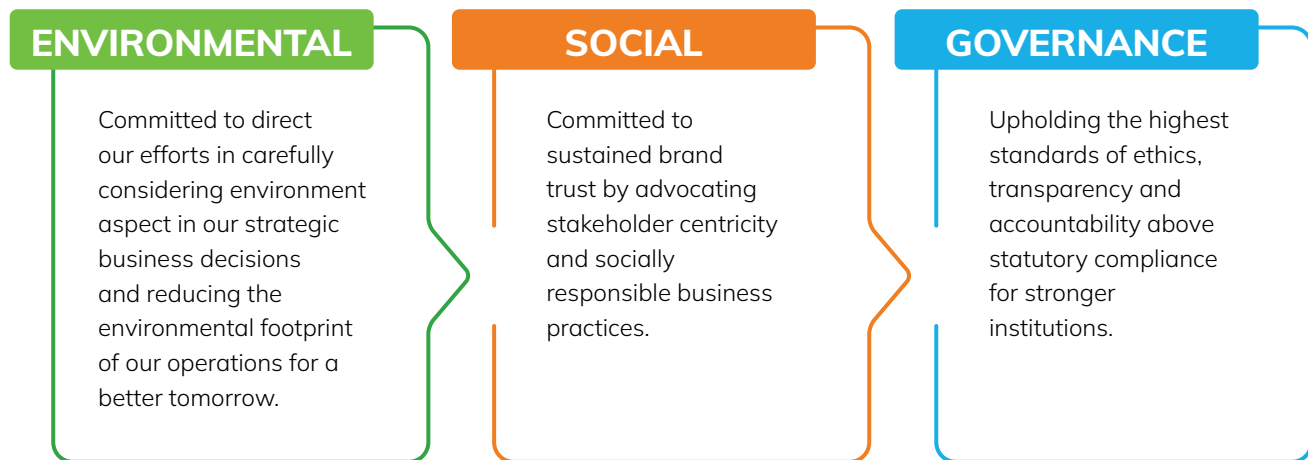 ENVIRONMENTAL
Committed to direct
our efforts in carefully
considering environment
aspect in our strategic
business decisions
and reducing the
environmental footprint
of our operations for a
better tomorrow.
SOCIAL
Committed to
sustained brand
trust by advocating
stakeholder centricity
and socially
responsible business
practices.
GOVERNANCE
Upholding the highest
standards of ethics,
transparency and
accountability above
statutory compliance
for stronger
institutions.